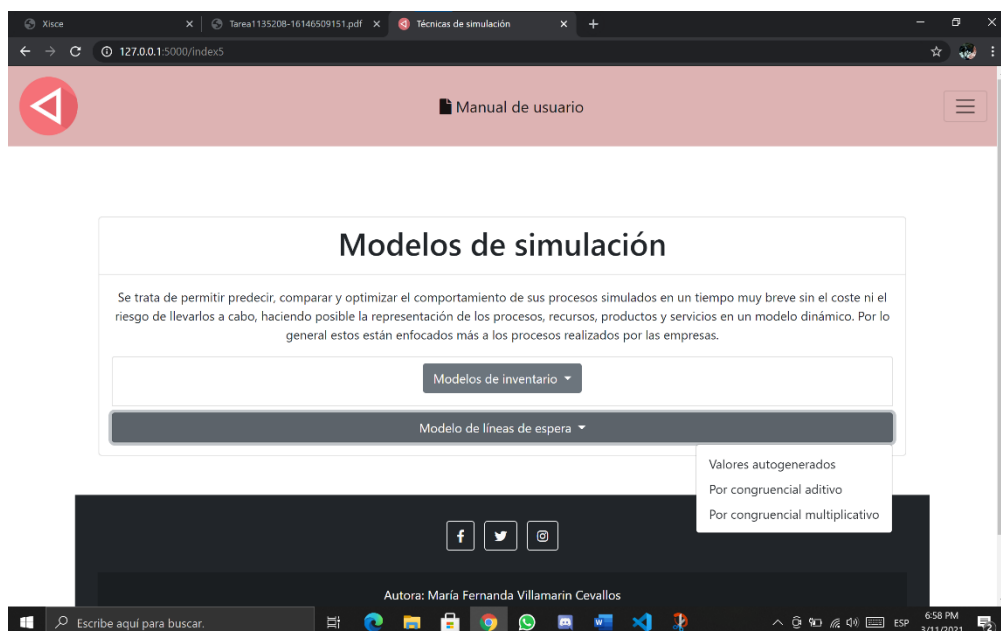 Xisce
Tarea1135208-16146509151.pdf
Técnicas de simulación
127.0.0.1:5000/index5
Manual de usuario
Modelos de simulación
Se trata de permitir predecir, comparar y optimizar el comportamiento de sus procesos simulados en un tiempo muy breve sin el coste ni el
riesgo de llevarlos a cabo, haciendo posible la representación de los procesos, recursos, productos y servicios en un modelo dinámico. Por lo
general estos están enfocados más a los procesos realizados por las empresas.
Modelos de inventario
Modelo de líneas de espera
Valores autogenerados
Por congruencial aditivo
Por congruencial multiplicativo
Autora: María Fernanda Villamarin Cevallos
Escribe aquí para buscar.
ESP
6:58 PM
3/11/2021